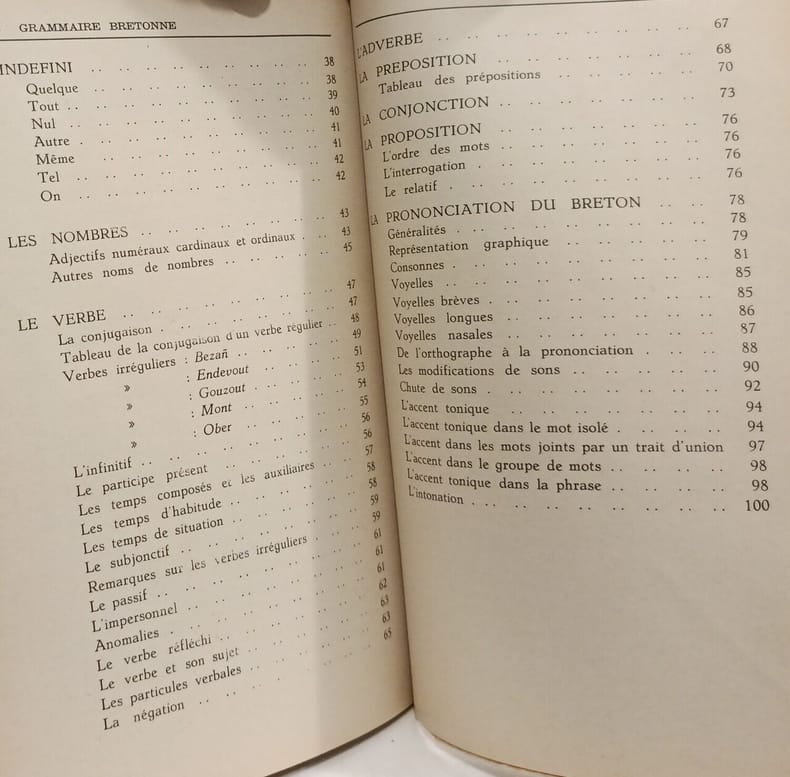 GRAMMAIRE BRETONNE
INDEFINI .. .. .. .. .. .. .. .. 38
Quelque .. .. .. .. .. .. .. .. 38
Tout .. .. .. .. .. .. .. .. 39
Nul .. .. .. .. .. .. .. .. 40
Autre . .. .. .. .. .. .. .. 41
Même .. .. .. .. .. .. .. 41
Tel .. .. .. .. .. .. .. .. 42
On .. .. .. .. .. .. .. .. 42
LES NOMBRES .. .. .. .. .. .. .. 43
Adjectifs numéraux cardinaux et ordinaux . .. .. 43
Autres noms de nombres .. .. .. .. .. 45
LE VERBE .. .. .. .. .. .. .. 47
La conjugaison . .. .. .. .. .. .. 47
Tableau de la conjugaison d'un verbe régulier .. .. 48
Verbes irréguliers : Bezañ .. .. .. .. 49
» : Endevout .. .. .. .. 51
» : Gouzout . .. .. .. 53
» : Mont .. .. .. .. 54
» : Ober .. .. .. .. 55
L'infinitif .. .. .. .. .. .. .. 56
Le participe présent .. .. .. .. .. 56
Les temps composés et les auxiliaires .. .. .. 57
Les temps d'habitude .. .. .. .. .. 58
Les temps de situation .. .. .. .. .. 58
Le subjonctif .. .. .. .. .. .. .. 59
Remarques sur les verbes irréguliers . .. .. .. 59
Le passif .. .. .. .. .. .. .. 61
L'impersonnel .. .. .. .. .. .. .. 61
Anomalies . .. .. .. .. .. .. .. 61
Le verbe réfléchi .. .. .. .. .. .. 62
Le verbe et son sujet .. .. .. .. .. 63
Les particules verbales .. .. .. .. .. 63
La négation .. .. .. .. .. .. .. 65
L'ADVERBE .. .. .. .. .. .. .. 67
LA PREPOSITION .. .. .. .. .. .. 68
Tableau des prépositions .. .. .. .. .. 70
LA CONJONCTION .. .. .. .. .. .. 73
LA PROPOSITION .. .. .. .. .. .. 76
L'ordre des mots .. .. .. .. .. .. 76
L'interrogation . .. .. .. .. .. .. 76
Le relatif . .. .. .. .. .. .. .. 76
LA PRONONCIATION DU BRETON .. .. 78
Généralités .. .. .. .. .. .. .. 78
Représentation graphique .. .. .. .. .. 79
Consonnes . .. .. .. .. .. .. .. 81
Voyelles .. .. .. .. .. .. .. .. 85
Voyelles brèves . .. .. .. .. .. .. 85
Voyelles longues .. .. .. .. .. .. 86
Voyelles nasales .. .. .. .. .. .. 87
De l'orthographe à la prononciation . .. .. 88
Les modifications de sons .. .. .. .. .. 90
Chute de sons . .. .. .. .. .. .. 92
L'accent tonique .. .. .. .. .. .. 94
L'accent tonique dans le mot isolé . .. .. .. 94
L'accent dans les mots joints par un trait d'union 97
L'accent dans le groupe de mots .. .. .. .. 98
L'accent tonique dans la phrase .. .. .. .. 98
L'intonation . .. .. .. .. .. .. .. 100